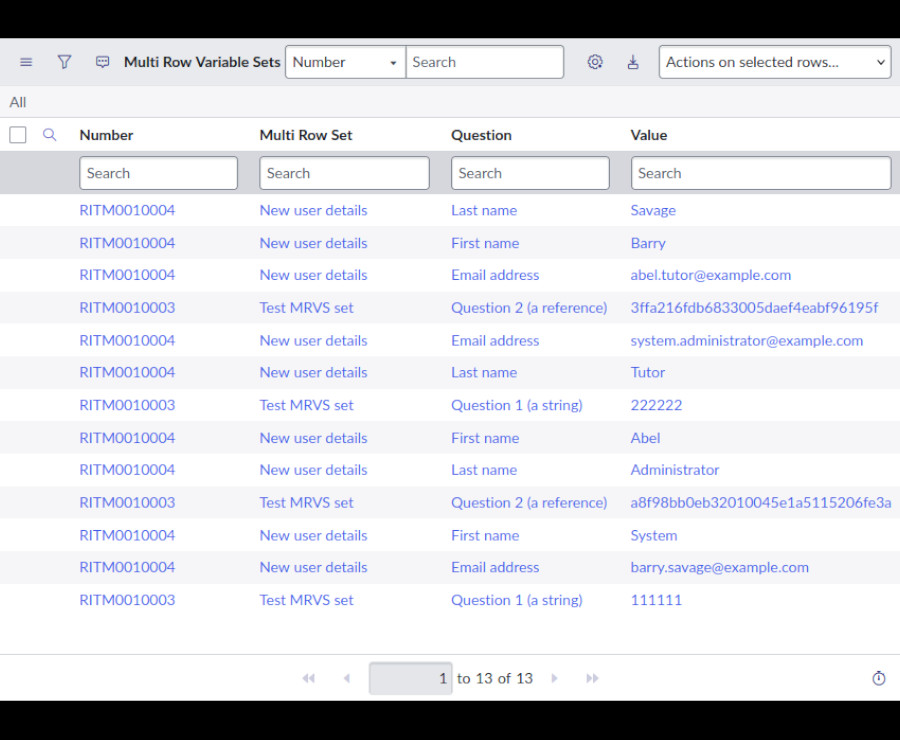 Multi Row Variable Sets Number Search Actions on selected rows...
All
Number Multi Row Set Question Value
Search Search Search Search
RITM0010004 New user details Last name Savage
RITM0010004 New user details First name Barry
RITM0010004 New user details Email address abel.tutor@example.com
RITM0010003 Test MRVS set Question 2 (a reference) 3ffa216fdb6833005daef4eabf96195f
RITM0010004 New user details Email address system.administrator@example.com
RITM0010004 New user details Last name Tutor
RITM0010003 Test MRVS set Question 1 (a string) 222222
RITM0010004 New user details First name Abel
RITM0010004 New user details Last name Administrator
RITM0010003 Test MRVS set Question 2 (a reference) a8f98bb0eb32010045e1a5115206fe3a
RITM0010004 New user details First name System
RITM0010004 New user details Email address barry.savage@example.com
RITM0010003 Test MRVS set Question 1 (a string) 111111
1 to 13 of 13